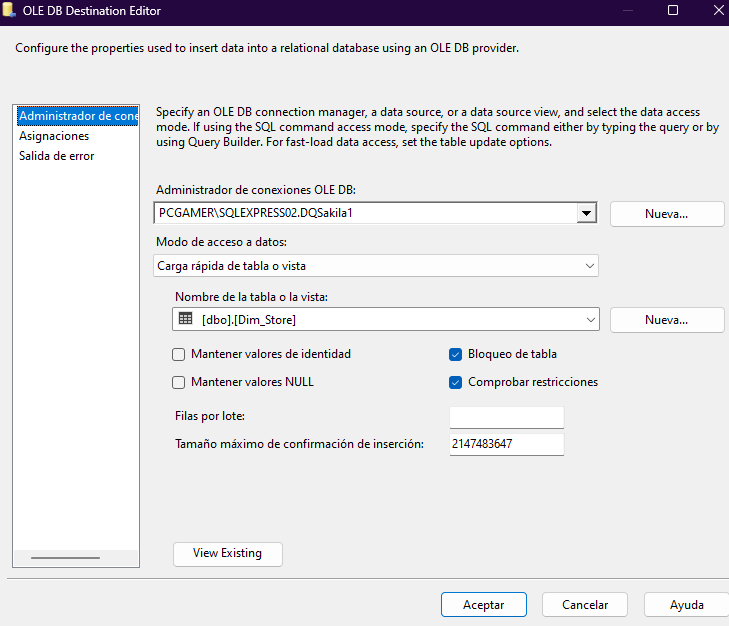 OLE DB Destination Editor
Configure the properties used to insert data into a relational database using an OLE DB provider.
Administrador de cone
Asignaciones
Salida de error
Specify an OLE DB connection manager, a data source, or a data source view, and select the data access
mode. If using the SQL command access mode, specify the SQL command either by typing the query or by
using Query Builder. For fast-load data access, set the table update options.
Administrador de conexiones OLE DB:
PCGAMER\SQLEXPRESS02.DQSakila1
Nueva...
Modo de acceso a datos:
Carga rápida de tabla o vista
Nombre de la tabla o la vista:
[dbo].[Dim_Store]
Nueva...
Mantener valores de identidad
Bloqueo de tabla
Mantener valores NULL
Comprobar restricciones
Filas por lote:
Tamaño máximo de confirmación de inserción:
2147483647
View Existing
Aceptar
Cancelar
Ayuda